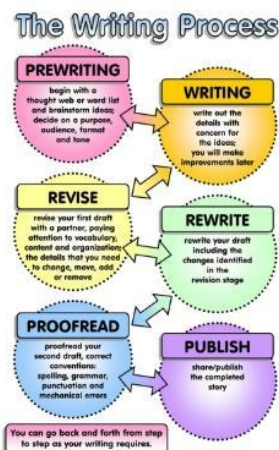 The Writing Process
PREWRITING
begin with a
thought web or word list
and brainstorm ideas;
decide on a purpose,
audience, format
and tone
WRITING
write out the
details with
concern for
the ideas;
you will make
improvements later
REVISE
revise your first draft
with a partner, paying
attention to vocabulary,
content and organization;
the details that you need
to change, move, add
or remove
REWRITE
rewrite your draft
including the
changes identified
in the
revision stage
PROOFREAD
proofread your
second draft, correct
conventions:
spelling, grammar,
punctuation and
mechanical errors
PUBLISH
share/publish
the completed
story
You can go back and forth from step
to step as your writing requires.